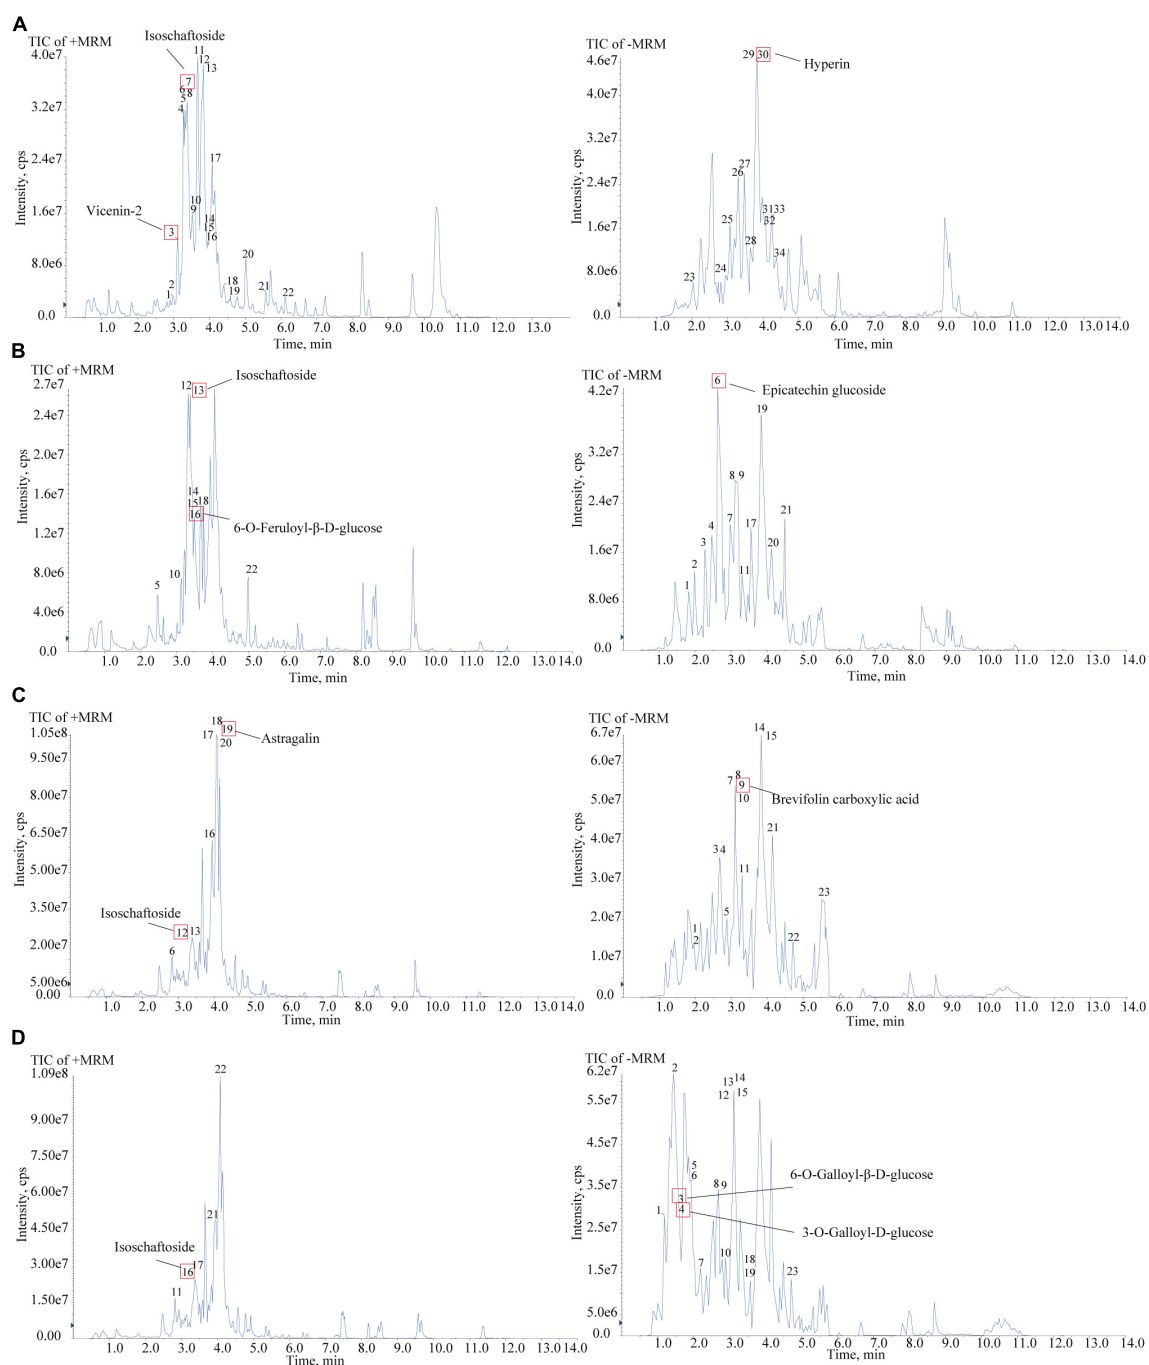 A
TIC of +MRM
Isoschaftoside
4.0e7
3.2e7
2.4e7
1.6e7
8.0e6
0.0
Intensity, cps
Vicenin-2
1
2
3
4
5
6
7
8
9
10
11
12
13
14
15
16
17
18
19
20
21
22
1.0 2.0 3.0 4.0 5.0 6.0 7.0 8.0 9.0 10.0 11.0 12.0 13.0
Time, min
TIC of -MRM
4.6e7
4.0e7
3.2e7
2.4e7
1.6e7
8.0e6
0.0
Intensity, cps
Hyperin
23
24
25
26
27
28
29
30
31
32
33
34
1.0 2.0 3.0 4.0 5.0 6.0 7.0 8.0 9.0 10.0 11.0 12.0 13.0 14.0
Time, min
B
TIC of +MRM
2.7e7
2.4e7
2.0e7
1.6e7
1.2e7
8.0e6
4.0e6
0.0
Intensity, cps
Isoschaftoside
6-O-Feruloyl-β-D-glucose
5
10
12
13
14
15
16
18
22
1.0 2.0 3.0 4.0 5.0 6.0 7.0 8.0 9.0 10.0 11.0 12.0 13.0 14.0
Time, min
TIC of -MRM
4.2e7
3.2e7
2.4e7
1.6e7
8.0e6
0.0
Intensity, cps
Epicatechin glucoside
1
2
3
4
6
7
8
9
11
17
19
20
21
1.0 2.0 3.0 4.0 5.0 6.0 7.0 8.0 9.0 10.0 11.0 12.0 13.0 14.0
Time, min
C
TIC of +MRM
1.05e8
9.50e7
8.00e7
6.50e7
5.00e7
3.50e7
2.00e7
5.00e6
0.00
Intensity, cps
Astragalin
Isoschaftoside
6
12
13
16
17
18
19
20
1.0 2.0 3.0 4.0 5.0 6.0 7.0 8.0 9.0 10.0 11.0 12.0 13.0 14.0
Time, min
TIC of -MRM
6.7e7
6.0e7
5.0e7
4.0e7
3.0e7
2.0e7
1.0e7
0.0
Intensity, cps
Brevifolin carboxylic acid
1
2
3 4
5
7
8
9
10
11
14
15
21
22
23
1.0 2.0 3.0 4.0 5.0 6.0 7.0 8.0 9.0 10.0 11.0 12.0 13.0 14.0
Time, min
D
TIC of +MRM
1.09e8
9.00e7
7.50e7
6.00e7
4.50e7
3.00e7
1.50e7
0.00
Intensity, cps
Isoschaftoside
11
16
17
21
22
1.0 2.0 3.0 4.0 5.0 6.0 7.0 8.0 9.0 10.0 11.0 12.0 13.0 14.0
Time, min
TIC of -MRM
6.2e7
5.5e7
4.5e7
3.5e7
2.5e7
1.5e7
5.0e6
0.0
Intensity, cps
6-O-Galloyl-β-D-glucose
3-O-Galloyl-D-glucose
1
2
3
4
5
6
7
8
9
10
12
13
14
15
18
19
23
1.0 2.0 3.0 4.0 5.0 6.0 7.0 8.0 9.0 10.0 11.0 12.0 13.0 14.0
Time, min